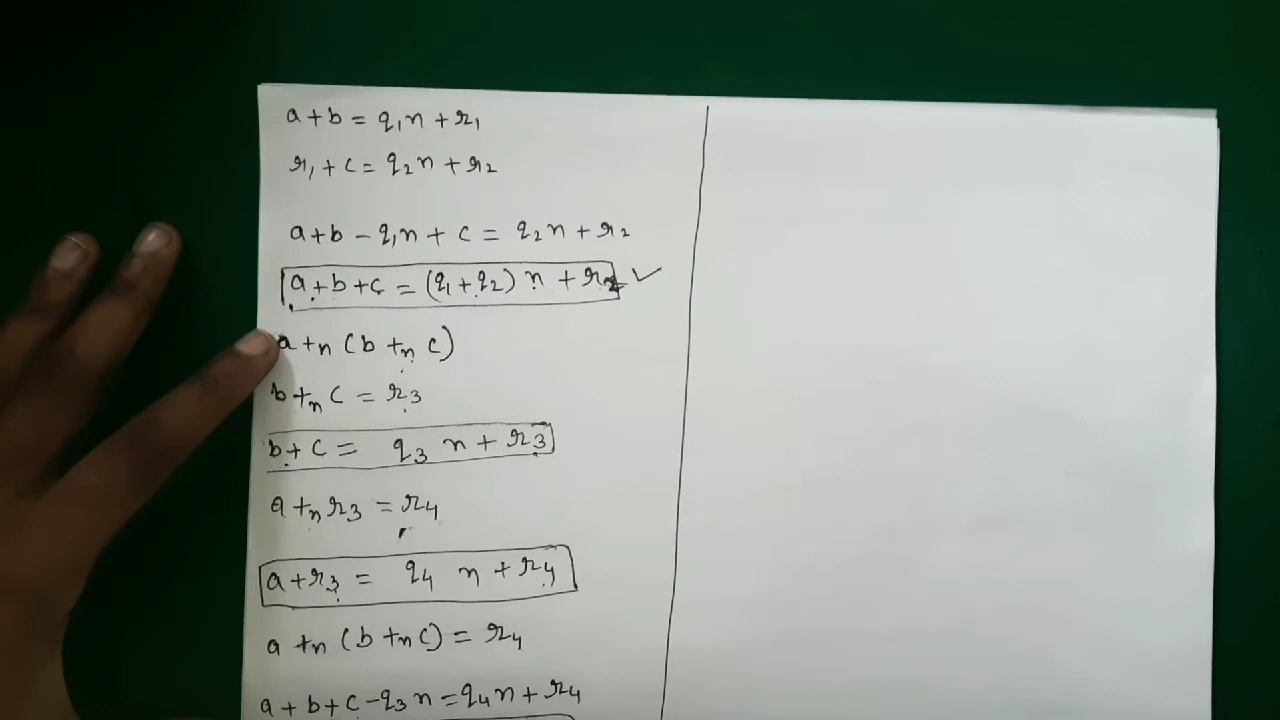 a + b = q₁n + r₁
r₁ + c = q₂n + r₂
a + b - q₁n + c = q₂n + r₂
a + b + c = (q₁ + q₂) n + r₂ ✓
a +n (b +n c)
b +n c = r₃
b + c = q₃ n + r₃
a +n r₃ = r₄
a + r₃ = q₄ n + r₄
a +n (b +n c) = r₄
a + b + c - q₃n = q₄n + r₄